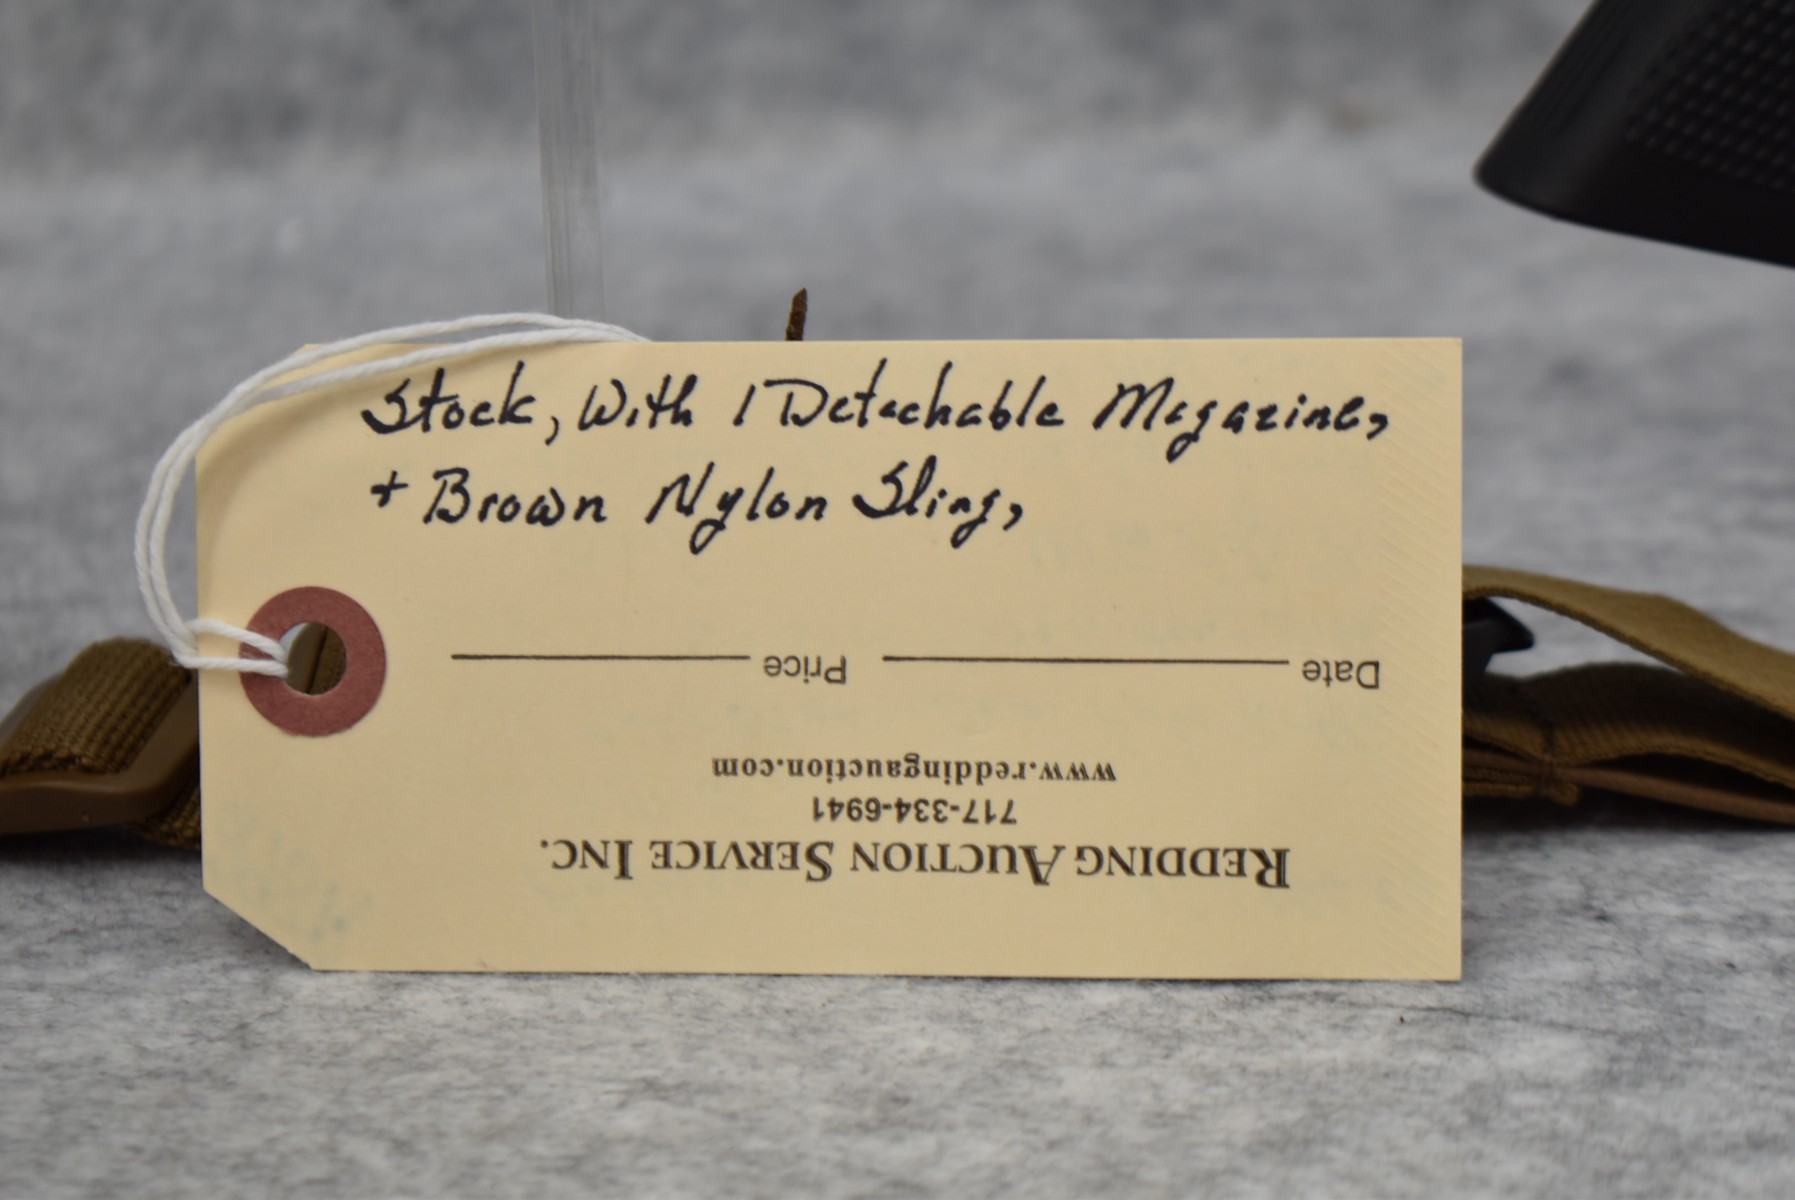 Stock, With 1 Detachable Magazine,
+ Brown Nylon Sling,
REDDING AUCTION SERVICE INC.
717-334-6941
www.reddingauction.com
Date Price